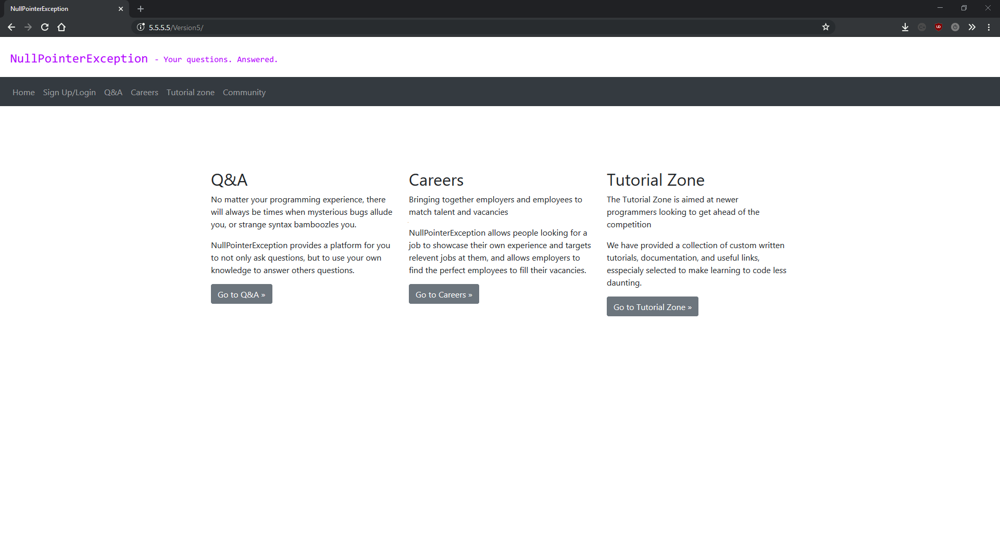 NullPointerException
5.5.5.5/Version5/
NullPointerException - Your questions. Answered.
Home Sign Up/Login Q&A Careers Tutorial zone Community
Q&A
No matter your programming experience, there
will always be times when mysterious bugs allude
you, or strange syntax bamboozles you.
NullPointerException provides a platform for you
to not only ask questions, but to use your own
knowledge to answer others questions.
Go to Q&A »
Careers
Bringing together employers and employees to
match talent and vacancies
NullPointerException allows people looking for a
job to showcase their own experience and targets
relevent jobs at them, and allows employers to
find the perfect employees to fill their vacancies.
Go to Careers »
Tutorial Zone
The Tutorial Zone is aimed at newer
programmers looking to get ahead of the
competition
We have provided a collection of custom written
tutorials, documentation, and useful links,
esspecialy selected to make learning to code less
daunting.
Go to Tutorial Zone »